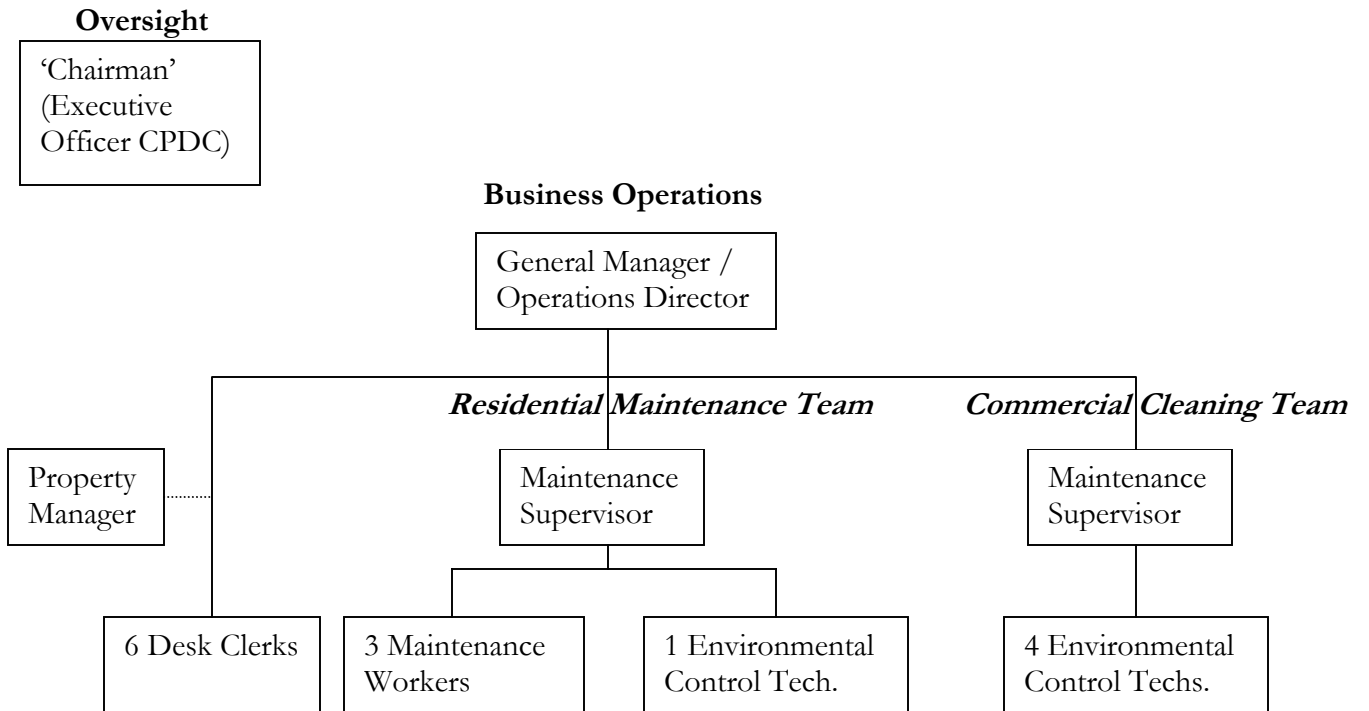 Oversight
‘Chairman’
(Executive
Officer CPDC)
Business Operations
General Manager /
Operations Director
Residential Maintenance Team
Commercial Cleaning Team
Property
Manager
Maintenance
Supervisor
Maintenance
Supervisor
6 Desk Clerks
3 Maintenance
Workers
1 Environmental
Control Tech.
4 Environmental
Control Techs.